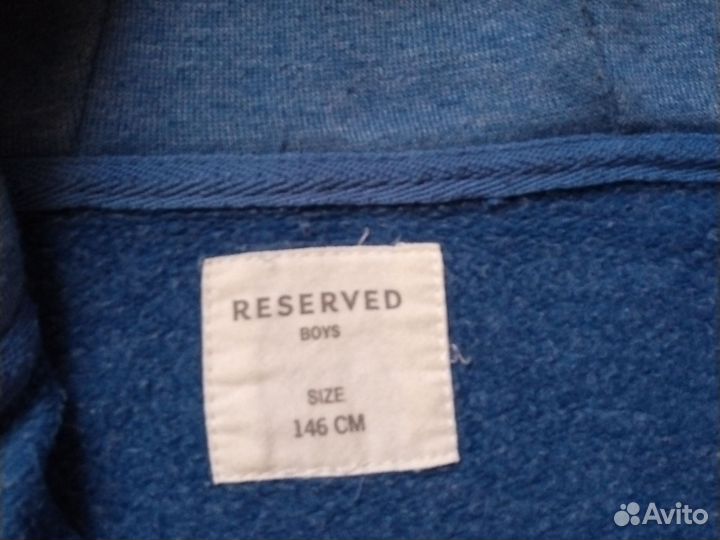 RESERVED
BOYS
SIZE
146 CM
Avito